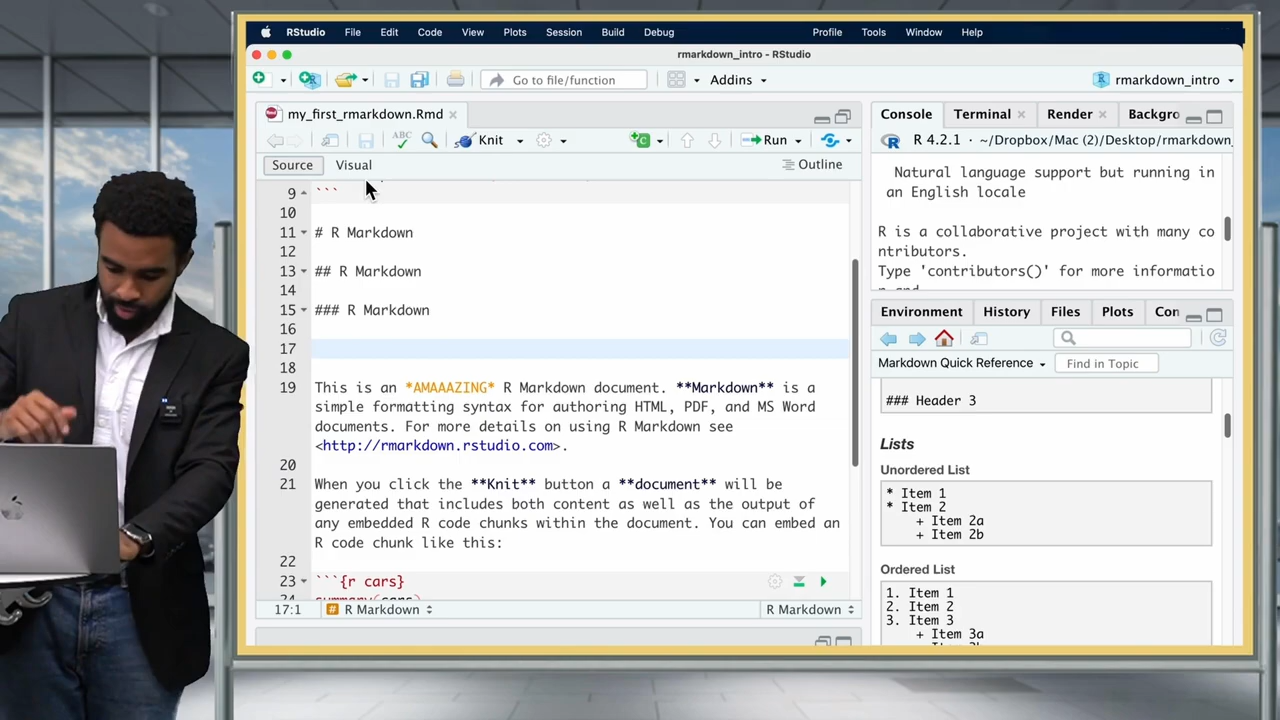 RStudio File Edit Code View Plots Session Build Debug Profile Tools Window Help
rmarkdown_intro - RStudio
Go to file/function Addins rmarkdown_intro
my_first_rmarkdown.Rmd
ABC Knit Run
Source Visual Outline
9 ```
10
11 # R Markdown
12
13 ## R Markdown
14
15 ### R Markdown
16
17
18
19 This is an *AMAAAZING* R Markdown document. **Markdown** is a
simple formatting syntax for authoring HTML, PDF, and MS Word
documents. For more details on using R Markdown see
<http://rmarkdown.rstudio.com>.
20
21 When you click the **Knit** button a **document** will be
generated that includes both content as well as the output of
any embedded R code chunks within the document. You can embed an
R code chunk like this:
22
23 ```{r cars}
summary(cars)
17:1 # R Markdown R Markdown
Console Terminal Render Backgro
R R 4.2.1 · ~/Dropbox/Mac (2)/Desktop/rmarkdown_
Natural language support but running in
an English locale
R is a collaborative project with many co
ntributors.
Type 'contributors()' for more informatio
Environment History Files Plots Con
Markdown Quick Reference Find in Topic
### Header 3
Lists
Unordered List
* Item 1
* Item 2
+ Item 2a
+ Item 2b
Ordered List
1. Item 1
2. Item 2
3. Item 3
+ Item 3a